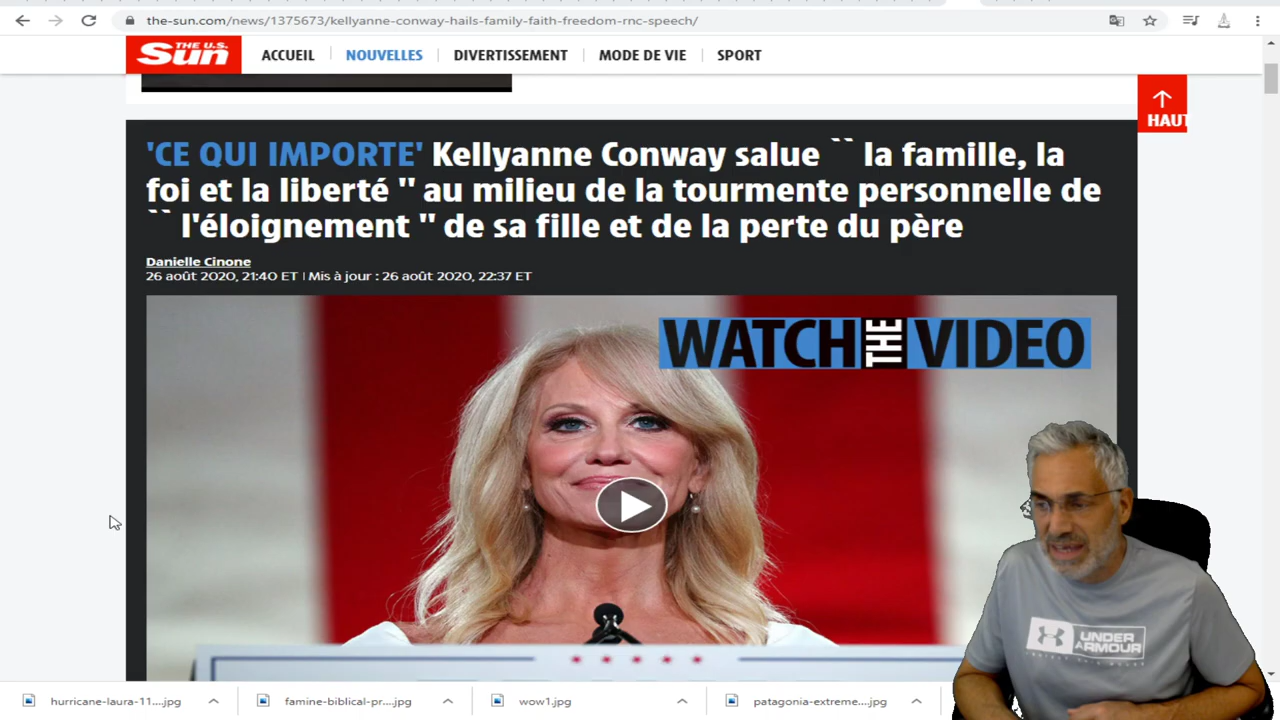 the-sun.com/news/1375673/kellyanne-conway-hails-family-faith-freedom-rnc-speech/
THE U.S. Sun ACCUEIL NOUVELLES DIVERTISSEMENT MODE DE VIE SPORT
HAUT
'CE QUI IMPORTE' Kellyanne Conway salue `` la famille, la
foi et la liberté '' au milieu de la tourmente personnelle de
`` l'éloignement '' de sa fille et de la perte du père
Danielle Cinone
26 août 2020, 21:40 ET | Mis à jour : 26 août 2020, 22:37 ET
WATCH THE VIDEO
UNDER
ARMOUR
hurricane-laura-11....jpg famine-biblical-pr....jpg wow1.jpg patagonia-extreme....jpg